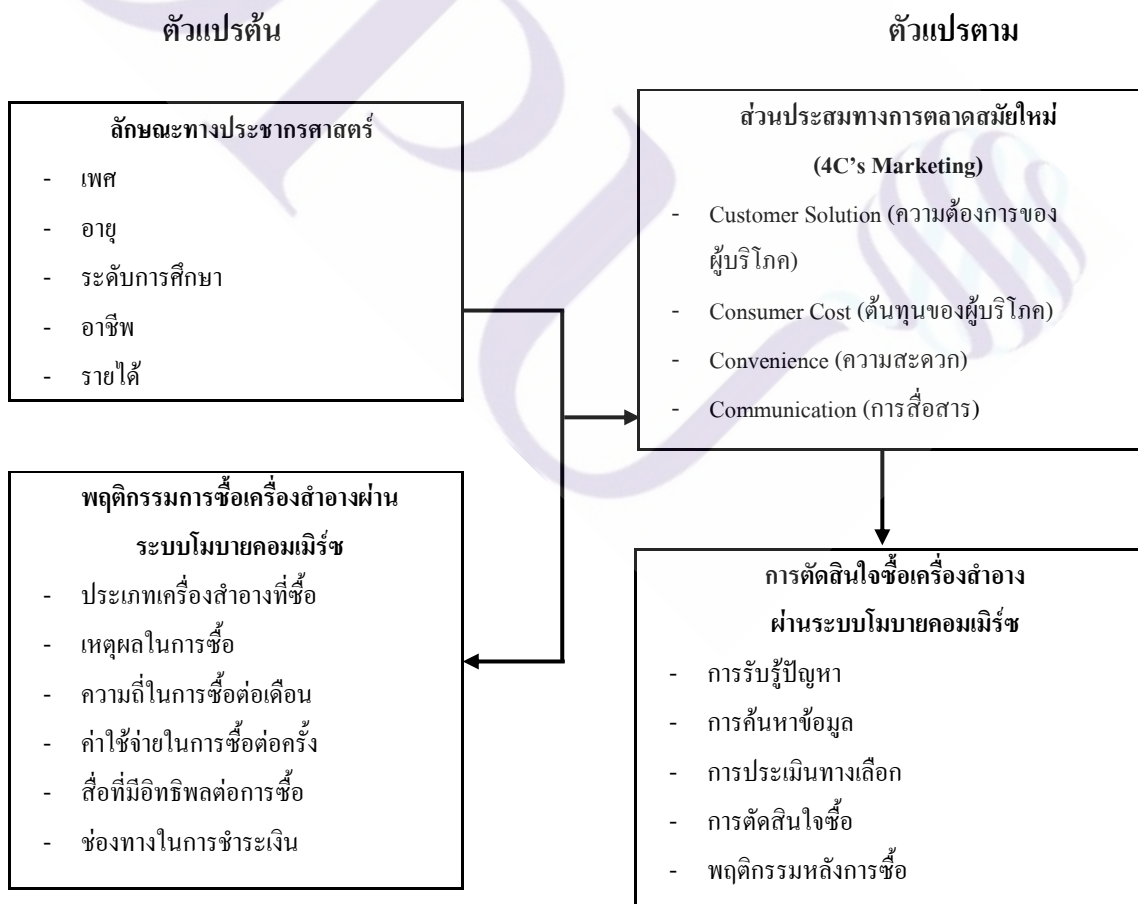 ตัวแปรต้น
ตัวแปรตาม
ลักษณะทางประชากรศาสตร์
- เพศ
- อายุ
- ระดับการศึกษา
- อาชีพ
- รายได้
ส่วนประสมทางการตลาดสมัยใหม่
(4C’s Marketing)
- Customer Solution (ความต้องการของ
ผู้บริโภค)
- Consumer Cost (ต้นทุนของผู้บริโภค)
- Convenience (ความสะดวก)
- Communication (การสื่อสาร)
พฤติกรรมการซื้อเครื่องสำอางผ่าน
ระบบโมบายคอมเมิร์ซ
- ประเภทเครื่องสำอางที่ซื้อ
- เหตุผลในการซื้อ
- ความถี่ในการซื้อต่อเดือน
- ค่าใช้จ่ายในการซื้อต่อครั้ง
- สื่อที่มีอิทธิพลต่อการซื้อ
- ช่องทางในการชำระเงิน
การตัดสินใจซื้อเครื่องสำอาง
ผ่านระบบโมบายคอมเมิร์ซ
- การรับรู้ปัญหา
- การค้นหาข้อมูล
- การประเมินทางเลือก
- การตัดสินใจซื้อ
- พฤติกรรมหลังการซื้อ